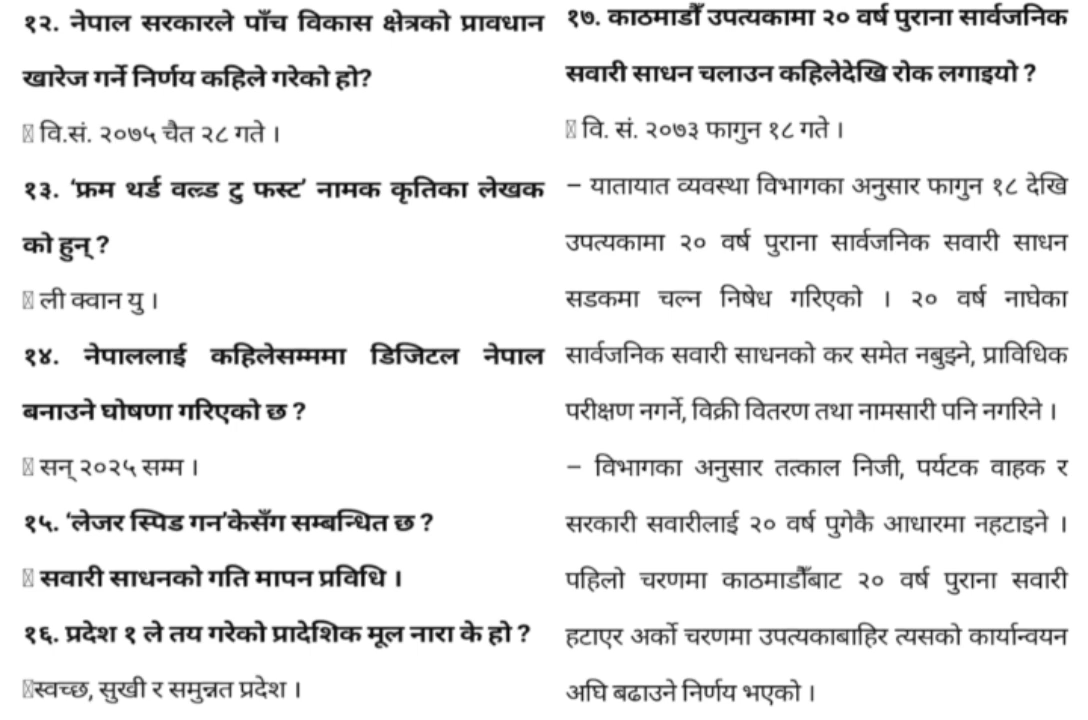 १२. नेपाल सरकारले पाँच विकास क्षेत्रको प्रावधान
खारेज गर्ने निर्णय कहिले गरेको हो?
वि.सं. २०७५ चैत २८ गते ।
१३. ‘फ्रम थर्ड वल्र्ड टु फस्ट’ नामक कृतिका लेखक
को हुन् ?
ली क्वान यु ।
१४. नेपाललाई कहिलेसम्ममा डिजिटल नेपाल
बनाउने घोषणा गरिएको छ ?
सन् २०२५ सम्म ।
१५. ‘लेजर स्पिड गन’केसँग सम्बन्धित छ ?
सवारी साधनको गति मापन प्रविधि ।
१६. प्रदेश १ ले तय गरेको प्रादेशिक मूल नारा के हो ?
स्वच्छ, सुखी र समुन्नत प्रदेश ।
१७. काठमाडौँ उपत्यकामा २० वर्ष पुराना सार्वजनिक
सवारी साधन चलाउन कहिलेदेखि रोक लगाइयो ?
वि. सं. २०७३ फागुन १८ गते ।
– यातायात व्यवस्था विभागका अनुसार फागुन १८ देखि
उपत्यकामा २० वर्ष पुराना सार्वजनिक सवारी साधन
सडकमा चल्न निषेध गरिएको । २० वर्ष नाघेका
सार्वजनिक सवारी साधनको कर समेत नबुझ्ने, प्राविधिक
परीक्षण नगर्ने, विक्री वितरण तथा नामसारी पनि नगरिने ।
– विभागका अनुसार तत्काल निजी, पर्यटक वाहक र
सरकारी सवारीलाई २० वर्ष पुगेकै आधारमा नहटाइने ।
पहिलो चरणमा काठमाडौँबाट २० वर्ष पुराना सवारी
हटाएर अर्को चरणमा उपत्यकाबाहिर त्यसको कार्यान्वयन
अघि बढाउने निर्णय भएको ।